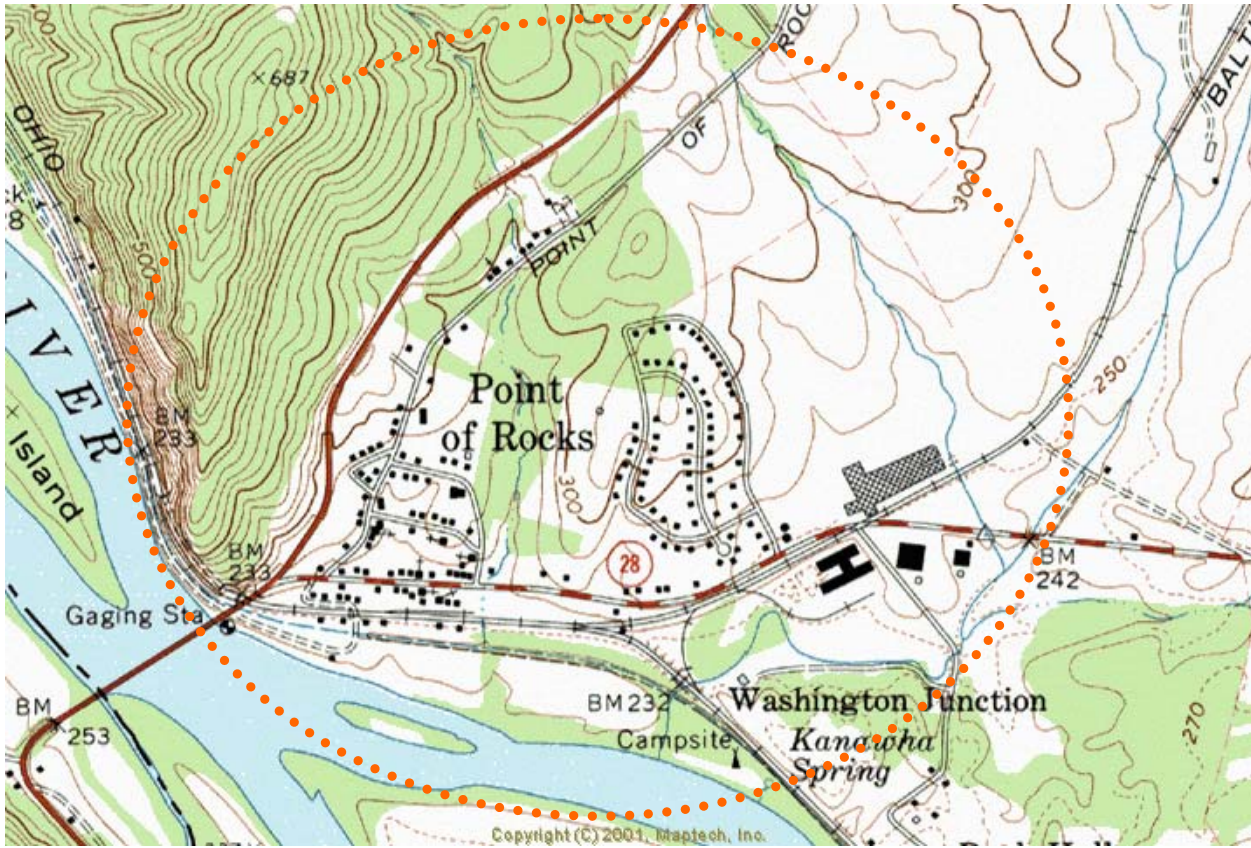 687
OHIO
ROC
OF
BALT
8
300
POINT
500
I V E R
250
Point
of Rocks
BM
233
Island
300
BM
233
28
BM
242
Gaging Sta
BM 232
Washington Junction
BM
253
270
Campsite
Kanawha
Spring
Copyright (C) 2001, Maptech, Inc.